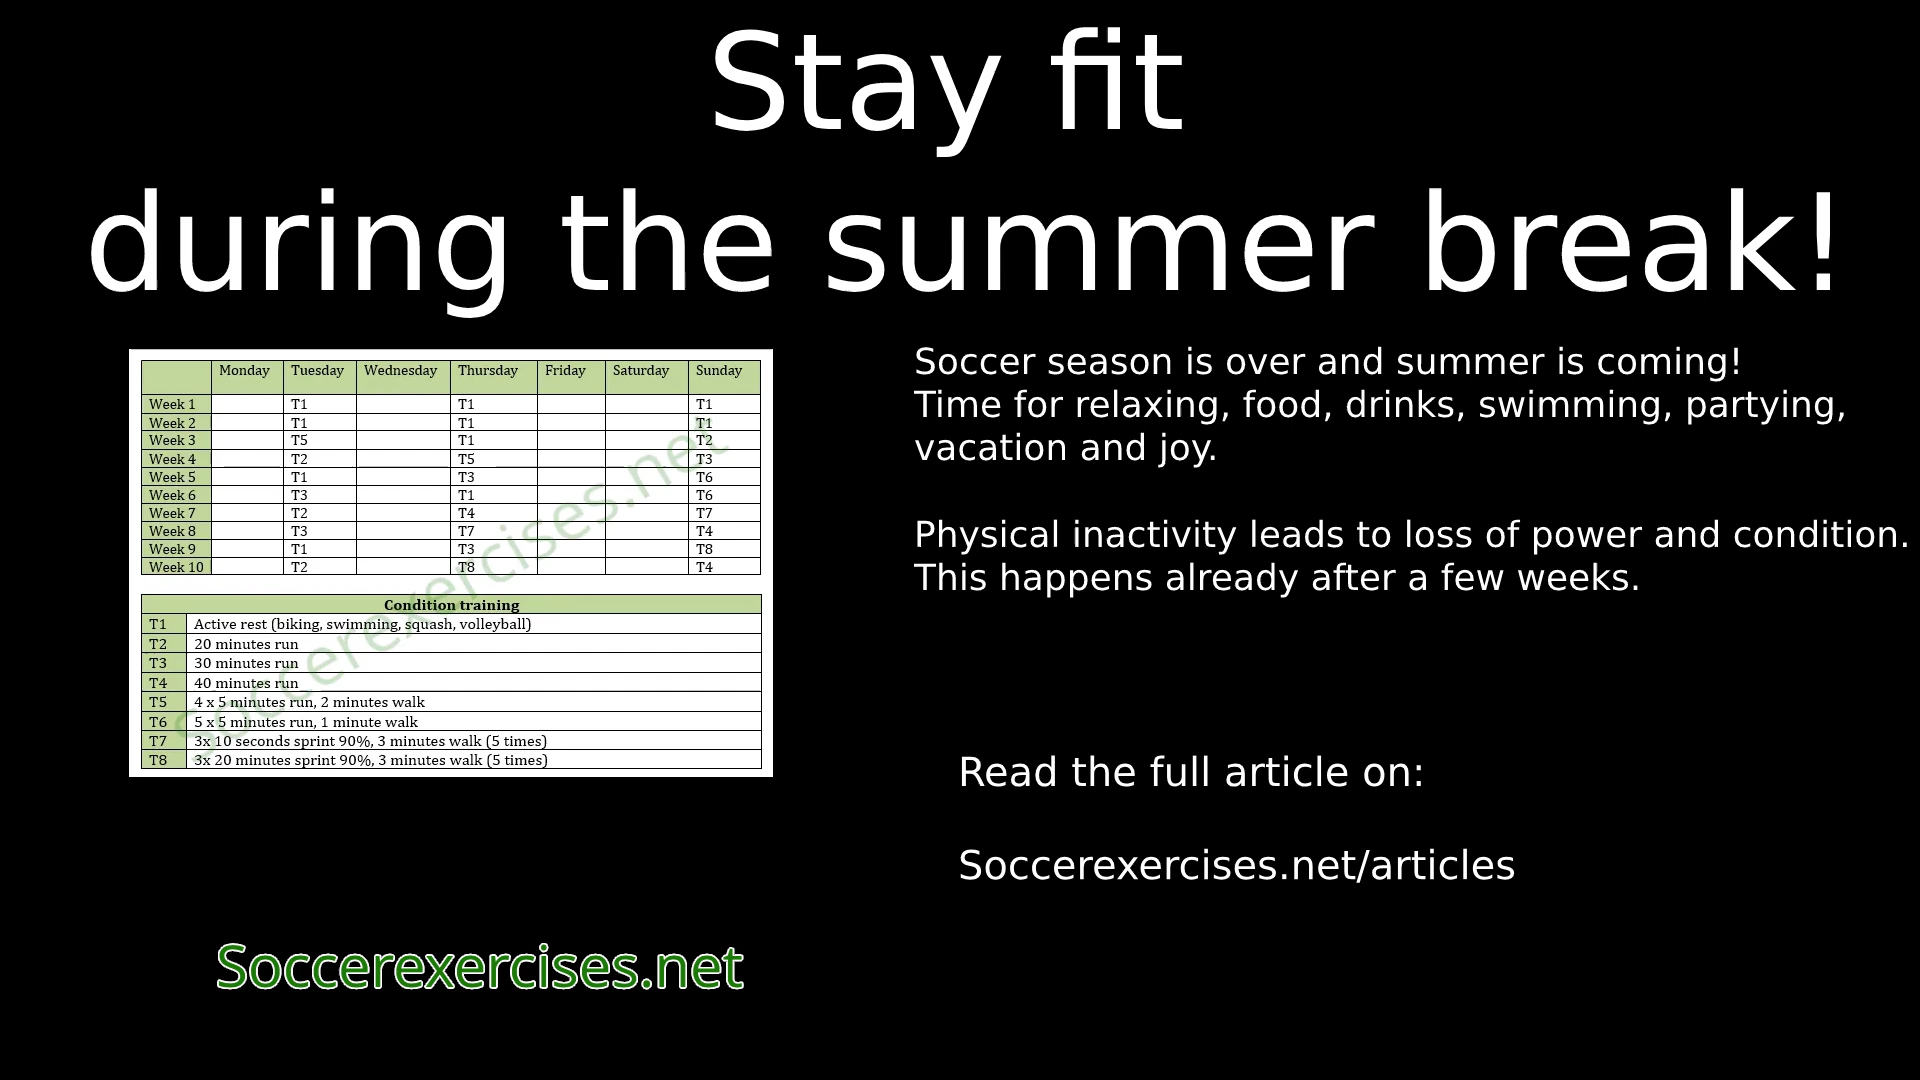 Stay fit
during the summer break!
Monday Tuesday Wednesday Thursday Friday Saturday Sunday
Week 1 T1 T1 T1
Week 2 T1 T1 T1
Week 3 T5 T1 T2
Week 4 T2 T5 T3
Week 5 T1 T3 T6
Week 6 T3 T1 T6
Week 7 T2 T4 T7
Week 8 T3 T7 T4
Week 9 T1 T3 T8
Week 10 T2 T8 T4
Condition training
T1 Active rest (biking, swimming, squash, volleyball)
T2 20 minutes run
T3 30 minutes run
T4 40 minutes run
T5 4 x 5 minutes run, 2 minutes walk
T6 5 x 5 minutes run, 1 minute walk
T7 3x 10 seconds sprint 90%, 3 minutes walk (5 times)
T8 3x 20 minutes sprint 90%, 3 minutes walk (5 times)
soccerexercises.net
Soccer season is over and summer is coming!
Time for relaxing, food, drinks, swimming, partying,
vacation and joy.
Physical inactivity leads to loss of power and condition.
This happens already after a few weeks.
Read the full article on:
Soccerexercises.net/articles
Soccerexercises.net